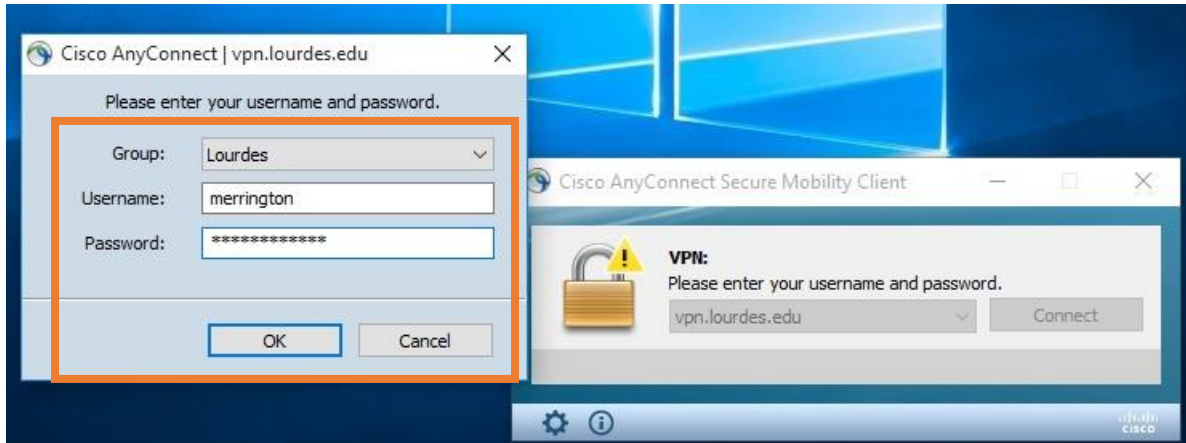 Cisco AnyConnect | vpn.lourdes.edu
Please enter your username and password.
Group: Lourdes
Username: merrington
Password: ************
OK Cancel
Cisco AnyConnect Secure Mobility Client
VPN:
Please enter your username and password.
vpn.lourdes.edu Connect
CISCO